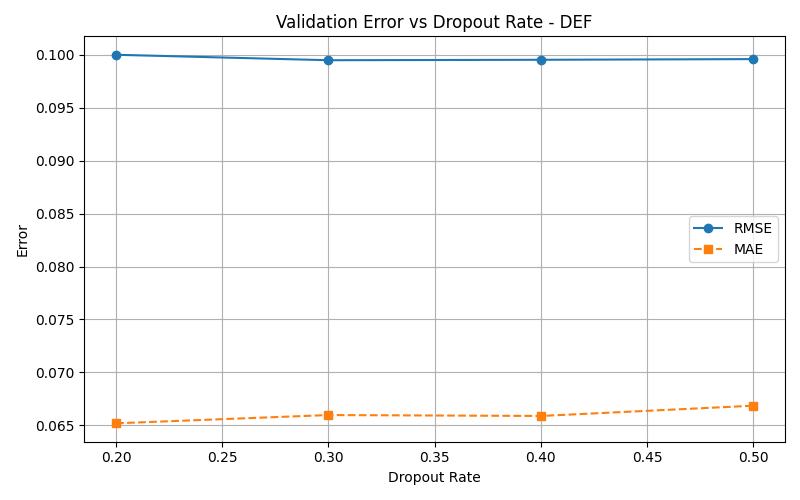 Validation Error vs Dropout Rate - DEF
Error
0.100
0.095
0.090
0.085
0.080
0.075
0.070
0.065
RMSE
MAE
0.20 0.25 0.30 0.35 0.40 0.45 0.50
Dropout Rate